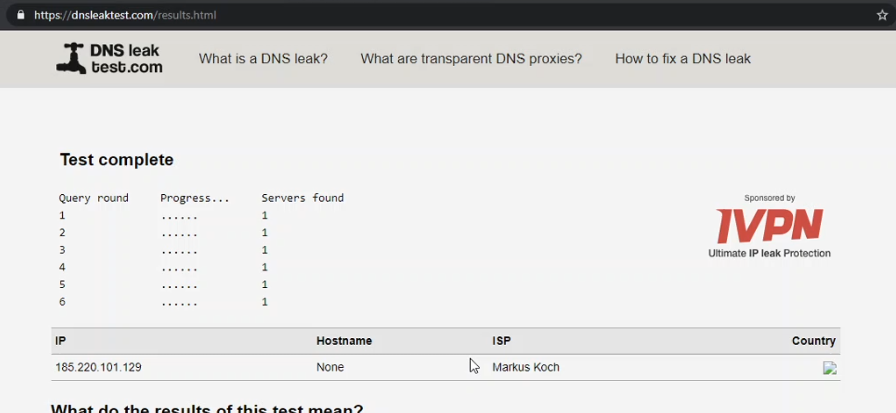 https://dnsleaktest.com/results.html
DNS leak test.com What is a DNS leak? What are transparent DNS proxies? How to fix a DNS leak
Test complete
Query round Progress... Servers found
1 ...... 1
2 ...... 1
3 ...... 1
4 ...... 1
5 ...... 1
6 ...... 1
Sponsored by
IVPN
Ultimate IP leak Protection
IP Hostname ISP Country
185.220.101.129 None Markus Koch
What do the results of this test mean?